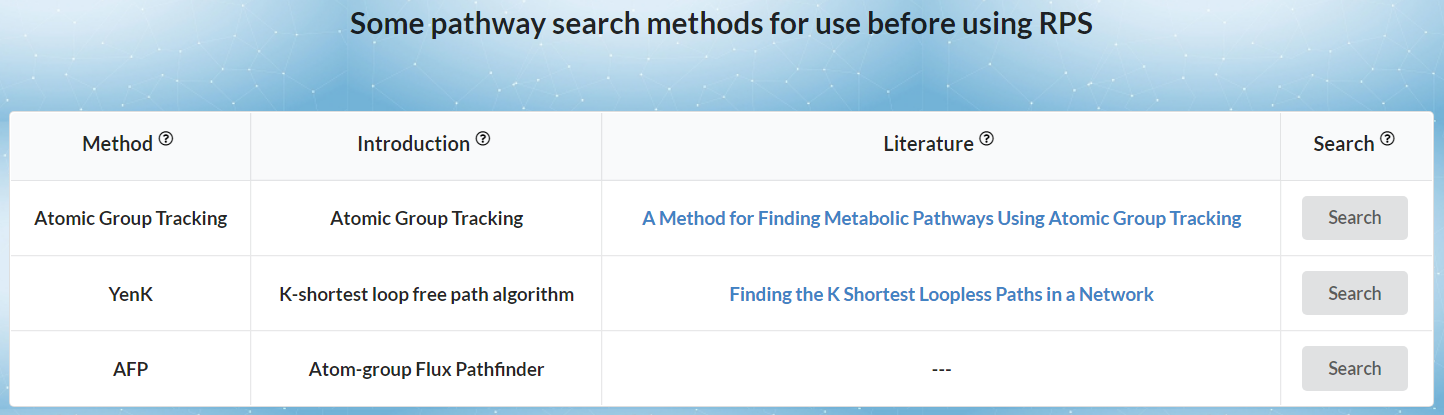 Some pathway search methods for use before using RPS
Method ? Introduction ? Literature ? Search ?
Atomic Group Tracking Atomic Group Tracking A Method for Finding Metabolic Pathways Using Atomic Group Tracking Search
YenK K-shortest loop free path algorithm Finding the K Shortest Loopless Paths in a Network Search
AFP Atom-group Flux Pathfinder --- Search